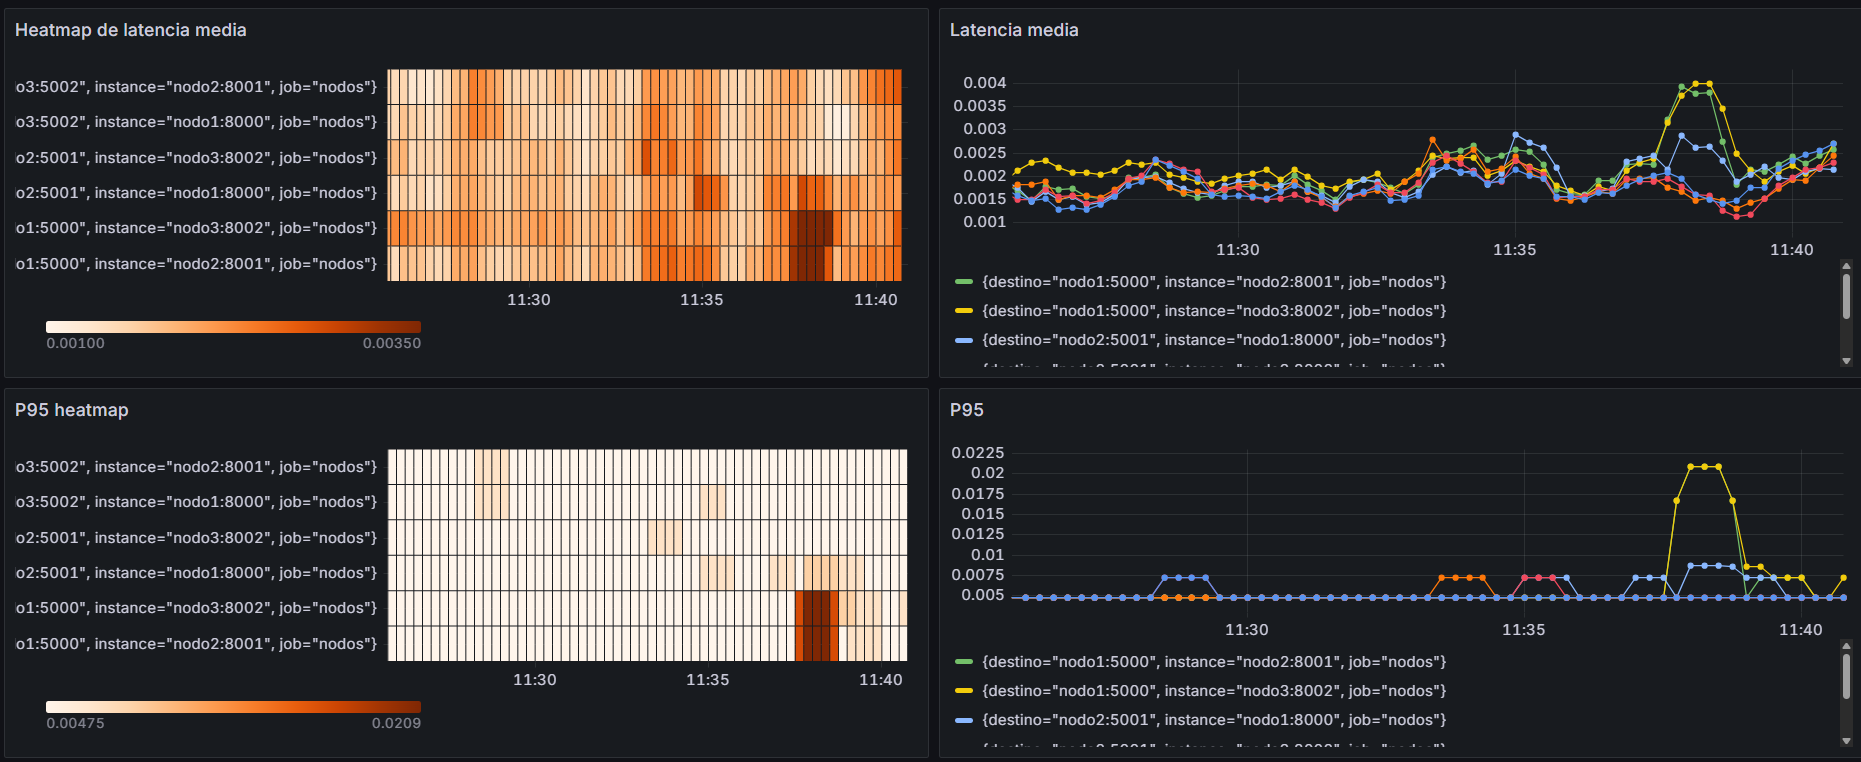 Heatmap de latencia media
o3:5002", instance="nodo2:8001", job="nodos"}
o3:5002", instance="nodo1:8000", job="nodos"}
o2:5001", instance="nodo3:8002", job="nodos"}
o2:5001", instance="nodo1:8000", job="nodos"}
o1:5000", instance="nodo3:8002", job="nodos"}
o1:5000", instance="nodo2:8001", job="nodos"}
11:30 11:35 11:40
0.00100 0.00350
Latencia media
0.004
0.0035
0.003
0.0025
0.002
0.0015
0.001
11:30 11:35 11:40
{destino="nodo1:5000", instance="nodo2:8001", job="nodos"}
{destino="nodo1:5000", instance="nodo3:8002", job="nodos"}
{destino="nodo2:5001", instance="nodo1:8000", job="nodos"}
P95 heatmap
o3:5002", instance="nodo2:8001", job="nodos"}
o3:5002", instance="nodo1:8000", job="nodos"}
o2:5001", instance="nodo3:8002", job="nodos"}
o2:5001", instance="nodo1:8000", job="nodos"}
o1:5000", instance="nodo3:8002", job="nodos"}
o1:5000", instance="nodo2:8001", job="nodos"}
11:30 11:35 11:40
0.00475 0.0209
P95
0.0225
0.02
0.0175
0.015
0.0125
0.01
0.0075
0.005
11:30 11:35 11:40
{destino="nodo1:5000", instance="nodo2:8001", job="nodos"}
{destino="nodo1:5000", instance="nodo3:8002", job="nodos"}
{destino="nodo2:5001", instance="nodo1:8000", job="nodos"}